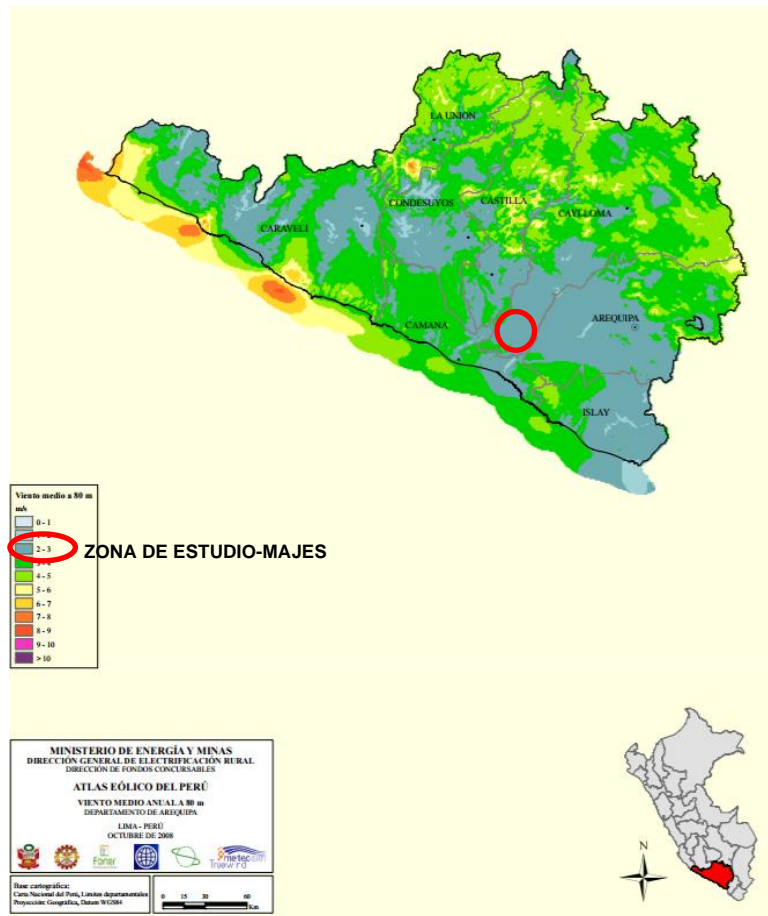 LA UNION
CONDESUYOS
CASTILLA
CAYLLOMA
CARAVELI
CAMANA
AREQUIPA
ISLAY
Viento medio a 80 m
m/s
0 - 1
2 - 3
ZONA DE ESTUDIO-MAJES
4 - 5
5 - 6
6 - 7
7 - 8
8 - 9
9 - 10
> 10
MINISTERIO DE ENERGÍA Y MINAS
DIRECCIÓN GENERAL DE ELECTRIFICACIÓN RURAL
DIRECCIÓN DE FONDOS CONCURSABLES
ATLAS EÓLICO DEL PERÚ
VIENTO MEDIO ANUAL A 80 m
DEPARTAMENTO DE AREQUIPA
LIMA - PERÚ
OCTUBRE DE 2008
Foner
meteosim
Truewind
Base cartográfica:
Carta Nacional del Perú, Limites departamentales
Proyección: Geográfica, Datum WGS84
0 15 30 60
Km
N